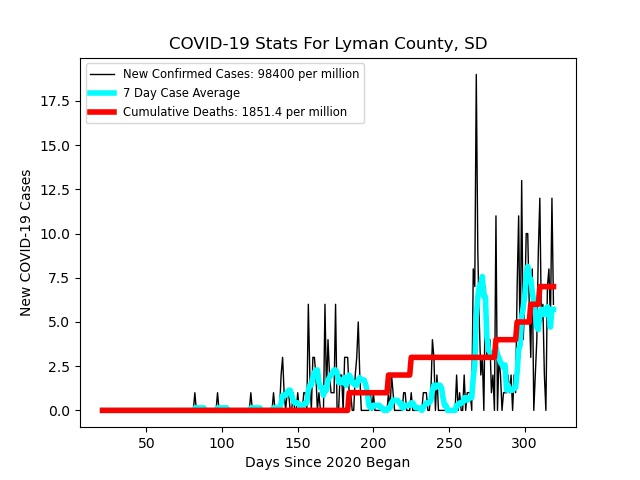 COVID-19 Stats For Lyman County, SD
New Confirmed Cases: 98400 per million
7 Day Case Average
Cumulative Deaths: 1851.4 per million
New COVID-19 Cases
17.5
15.0
12.5
10.0
7.5
5.0
2.5
0.0
50 100 150 200 250 300
Days Since 2020 Began